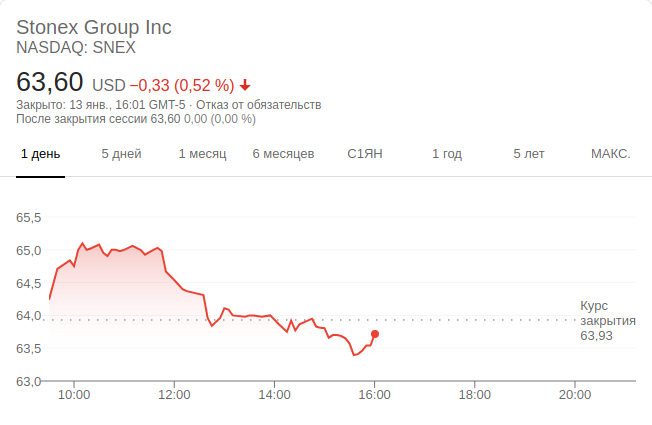 Stonex Group Inc
NASDAQ: SNEX
63,60 USD −0,33 (0,52 %)
Закрыто: 13 янв., 16:01 GMT-5 · Отказ от обязательств
После закрытия сессии 63,60 0,00 (0,00 %)
1 день 5 дней 1 месяц 6 месяцев С1ЯН 1 год 5 лет МАКС.
65,5
65,0
64,5
64,0
63,5
63,0
Курс
закрытия
63,93
10:00 12:00 14:00 16:00 18:00 20:00